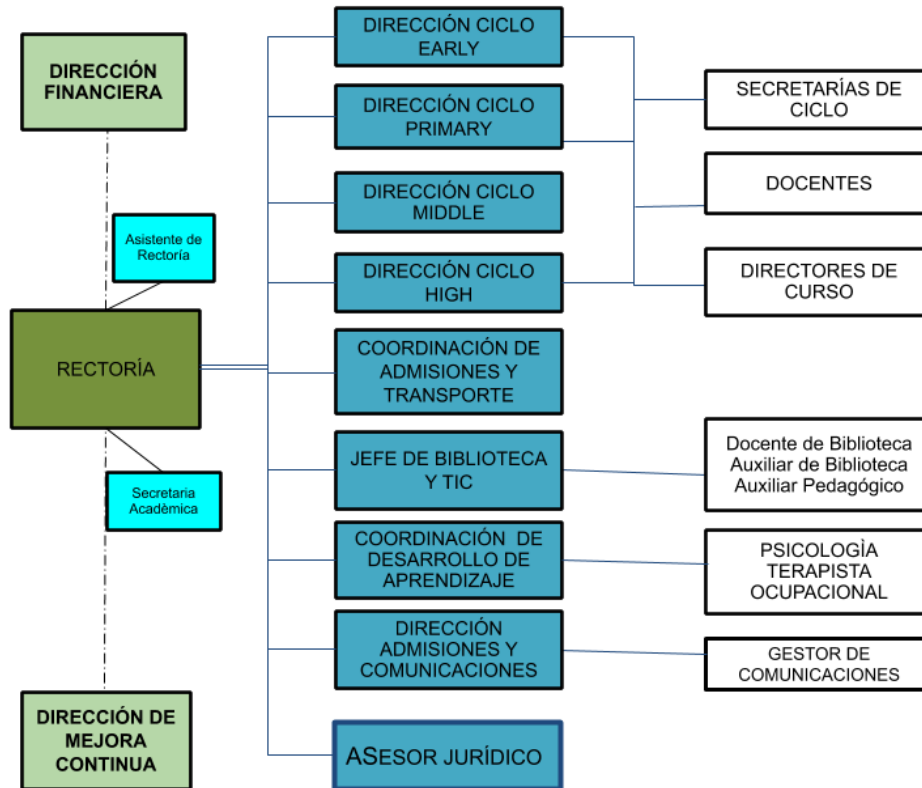 DIRECCIÓN
FINANCIERA
Asistente de
Rectoría
RECTORÍA
Secretaria
Acadèmica
DIRECCIÓN DE
MEJORA
CONTINUA
DIRECCIÓN CICLO
EARLY
DIRECCIÓN CICLO
PRIMARY
DIRECCIÓN CICLO
MIDDLE
DIRECCIÓN CICLO
HIGH
COORDINACIÓN DE
ADMISIONES Y
TRANSPORTE
JEFE DE BIBLIOTECA
Y TIC
COORDINACIÓN DE
DESARROLLO DE
APRENDIZAJE
DIRECCIÓN
ADMISIONES Y
COMUNICACIONES
ASESOR JURÍDICO
SECRETARÍAS DE
CICLO
DOCENTES
DIRECTORES DE
CURSO
Docente de Biblioteca
Auxiliar de Biblioteca
Auxiliar Pedagógico
PSICOLOGÌA
TERAPISTA
OCUPACIONAL
GESTOR DE
COMUNICACIONES